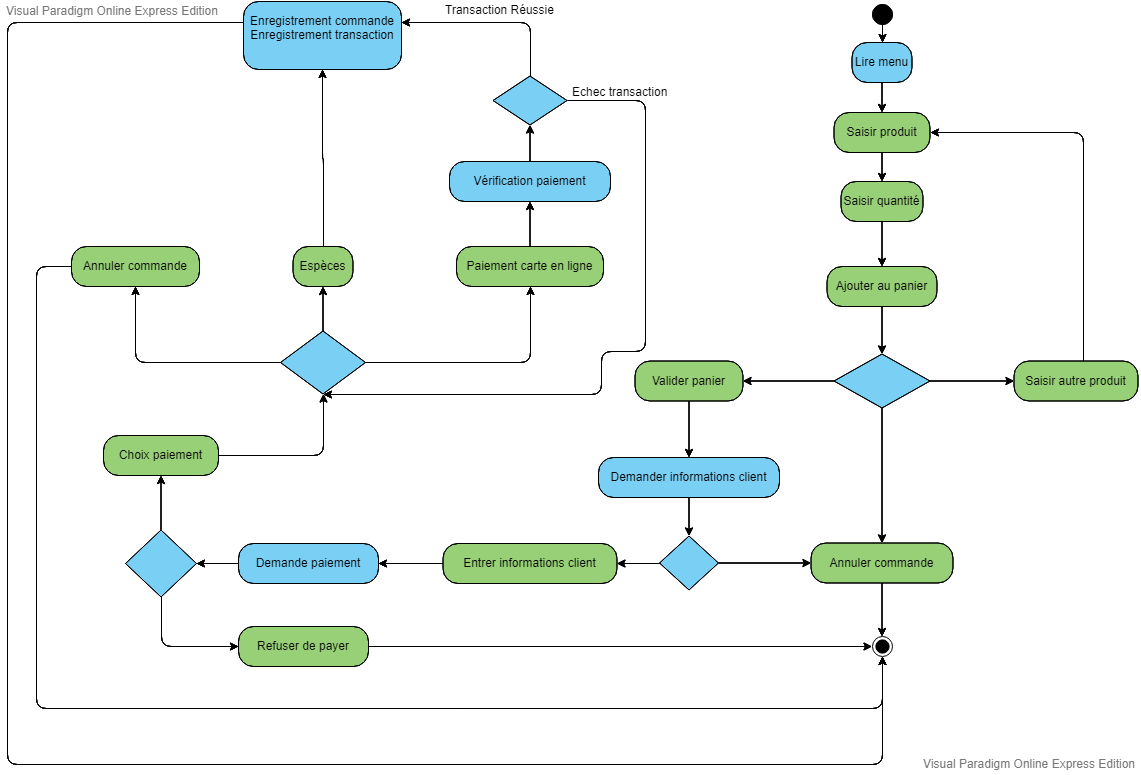 Visual Paradigm Online Express Edition
Enregistrement commande
Enregistrement transaction
Transaction Réussie
Lire menu
Echec transaction
Saisir produit
Vérification paiement
Saisir quantité
Annuler commande
Espèces
Paiement carte en ligne
Ajouter au panier
Valider panier
Saisir autre produit
Choix paiement
Demander informations client
Demande paiement
Entrer informations client
Annuler commande
Refuser de payer
Visual Paradigm Online Express Edition